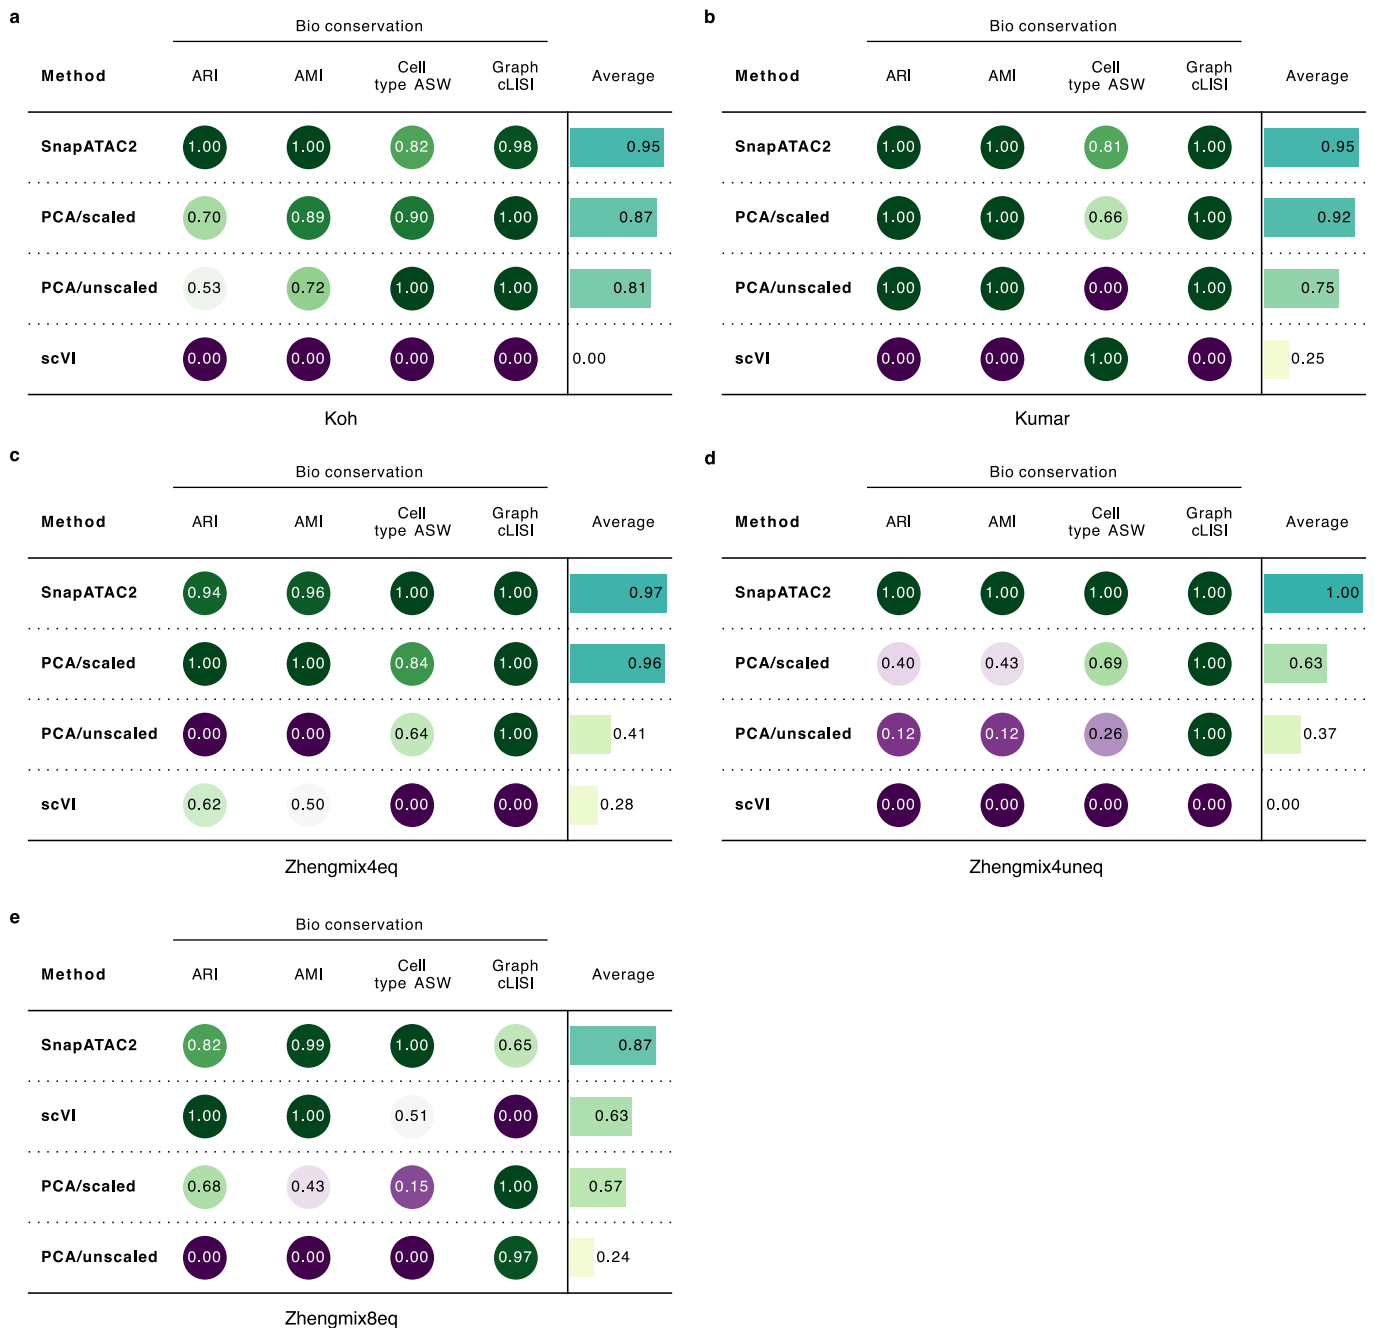 a
Bio conservation
Method ARI AMI Cell type ASW Graph cLISI Average
SnapATAC2 1.00 1.00 0.82 0.98 0.95
PCA/scaled 0.70 0.89 0.90 1.00 0.87
PCA/unscaled 0.53 0.72 1.00 1.00 0.81
scVI 0.00 0.00 0.00 0.00 0.00
Koh
b
Bio conservation
Method ARI AMI Cell type ASW Graph cLISI Average
SnapATAC2 1.00 1.00 0.81 1.00 0.95
PCA/scaled 1.00 1.00 0.66 1.00 0.92
PCA/unscaled 1.00 1.00 0.00 1.00 0.75
scVI 0.00 0.00 1.00 0.00 0.25
Kumar
c
Bio conservation
Method ARI AMI Cell type ASW Graph cLISI Average
SnapATAC2 0.94 0.96 1.00 1.00 0.97
PCA/scaled 1.00 1.00 0.84 1.00 0.96
PCA/unscaled 0.00 0.00 0.64 1.00 0.41
scVI 0.62 0.50 0.00 0.00 0.28
Zhengmix4eq
d
Bio conservation
Method ARI AMI Cell type ASW Graph cLISI Average
SnapATAC2 1.00 1.00 1.00 1.00 1.00
PCA/scaled 0.40 0.43 0.69 1.00 0.63
PCA/unscaled 0.12 0.12 0.26 1.00 0.37
scVI 0.00 0.00 0.00 0.00 0.00
Zhengmix4uneq
e
Bio conservation
Method ARI AMI Cell type ASW Graph cLISI Average
SnapATAC2 0.82 0.99 1.00 0.65 0.87
scVI 1.00 1.00 0.51 0.00 0.63
PCA/scaled 0.68 0.43 0.15 1.00 0.57
PCA/unscaled 0.00 0.00 0.00 0.97 0.24
Zhengmix8eq